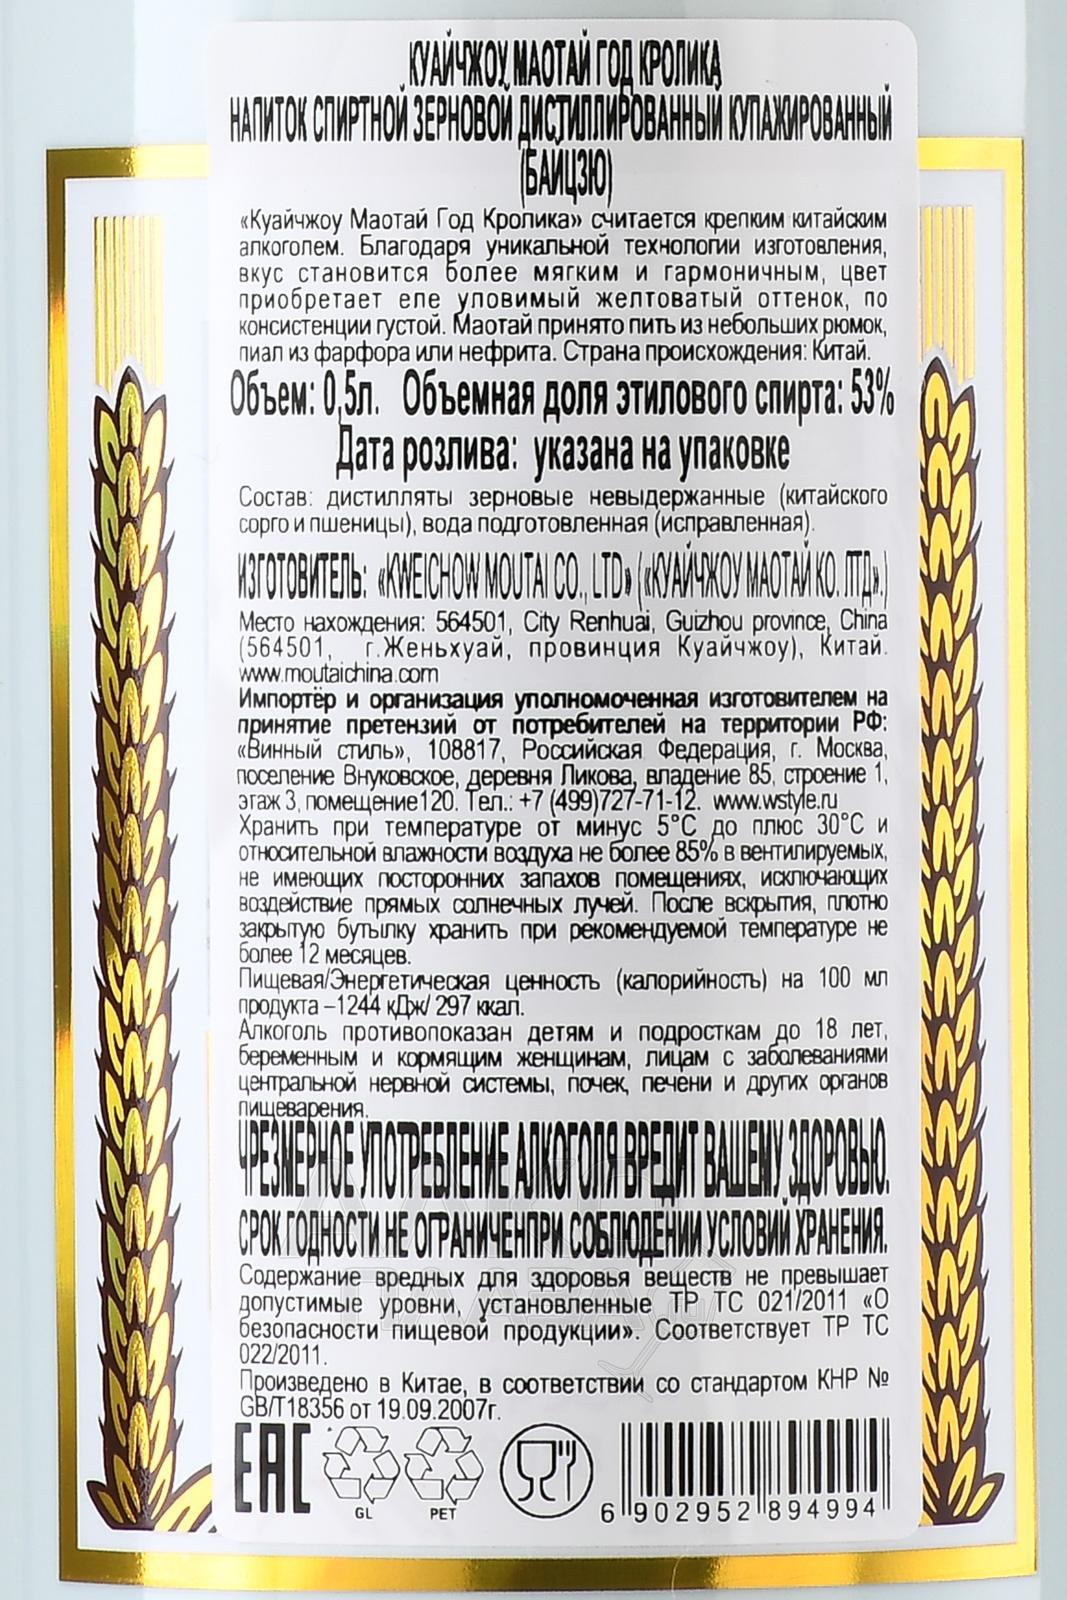 КУАЙЧЖОУ МАОТАЙ ГОД КРОЛИКА
НАПИТОК СПИРТНОЙ ЗЕРНОВОЙ ДИСТИЛЛИРОВАННЫЙ КУПАЖИРОВАННЫЙ
(БАЙЦЗЮ)
«Куайчжоу Маотай Год Кролика» считается крепким китайским
алкоголем. Благодаря уникальной технологии изготовления,
вкус становится более мягким и гармоничным, цвет
приобретает еле уловимый желтоватый оттенок, по
консистенции густой. Маотай принято пить из небольших рюмок,
пиал из фарфора или нефрита. Страна происхождения: Китай.
Объем: 0,5л. Объемная доля этилового спирта: 53%
Дата розлива: указана на упаковке
Состав: дистилляты зерновые невыдержанные (китайского
сорго и пшеницы), вода подготовленная (исправленная).
ИЗГОТОВИТЕЛЬ: «KWEICHOW MOUTAI CO., LTD» («КУАЙЧЖОУ МАОТАЙ КО. ЛТД».)
Место нахождения: 564501, City Renhuai, Guizhou province, China
(564501, г.Женьхуай, провинция Куайчжоу), Китай.
www.moutaichina.com
Импортёр и организация уполномоченная изготовителем на
принятие претензий от потребителей на территории РФ:
«Винный стиль», 108817, Российская Федерация, г. Москва,
поселение Внуковское, деревня Ликова, владение 85, строение 1,
этаж 3, помещение120. Тел.: +7 (499)727-71-12. www.wstyle.ru
Хранить при температуре от минус 5°С до плюс 30°С и
относительной влажности воздуха не более 85% в вентилируемых,
не имеющих посторонних запахов помещениях, исключающих
воздействие прямых солнечных лучей. После вскрытия, плотно
закрытую бутылку хранить при рекомендуемой температуре не
более 12 месяцев.
Пищевая/Энергетическая ценность (калорийность) на 100 мл
продукта –1244 кДж/ 297 ккал.
Алкоголь противопоказан детям и подросткам до 18 лет,
беременным и кормящим женщинам, лицам с заболеваниями
центральной нервной системы, почек, печени и других органов
пищеварения.
ЧРЕЗМЕРНОЕ УПОТРЕБЛЕНИЕ АЛКОГОЛЯ ВРЕДИТ ВАШЕМУ ЗДОРОВЬЮ.
СРОК ГОДНОСТИ НЕ ОГРАНИЧЕНПРИ СОБЛЮДЕНИИ УСЛОВИЙ ХРАНЕНИЯ.
Содержание вредных для здоровья веществ не превышает
допустимые уровни, установленные ТР ТС 021/2011 «О
безопасности пищевой продукции». Соответствует ТР ТС
022/2011.
Произведено в Китае, в соответствии со стандартом КНР №
GB/T18356 от 19.09.2007г.
EAC
GL PET
6 902952 894994